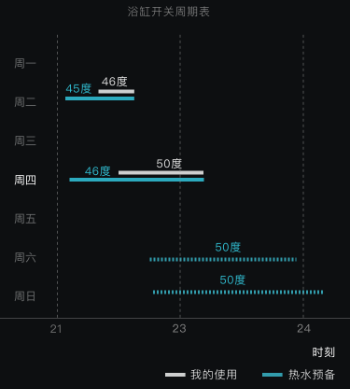 浴缸开关周期表
周一
46度
45度
周二
周三
50度
46度
周四
周五
50度
周六
50度
周日
21 23 24
时刻
我的使用 热水预备